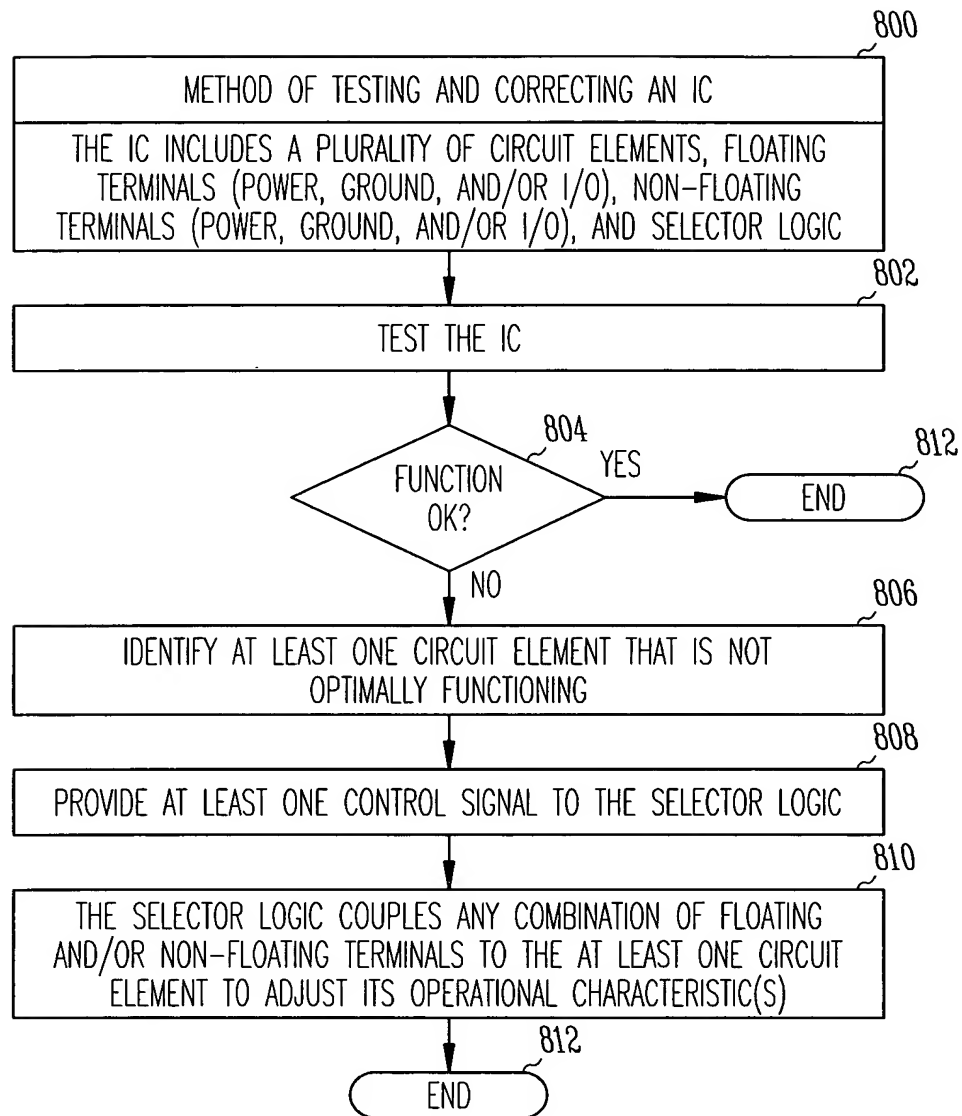 800
METHOD OF TESTING AND CORRECTING AN IC
THE IC INCLUDES A PLURALITY OF CIRCUIT ELEMENTS, FLOATING
TERMINALS (POWER, GROUND, AND/OR I/O), NON-FLOATING
TERMINALS (POWER, GROUND, AND/OR I/O), AND SELECTOR LOGIC
802
TEST THE IC
804
FUNCTION
OK?
YES
812
END
NO
806
IDENTIFY AT LEAST ONE CIRCUIT ELEMENT THAT IS NOT
OPTIMALLY FUNCTIONING
808
PROVIDE AT LEAST ONE CONTROL SIGNAL TO THE SELECTOR LOGIC
810
THE SELECTOR LOGIC COUPLES ANY COMBINATION OF FLOATING
AND/OR NON-FLOATING TERMINALS TO THE AT LEAST ONE CIRCUIT
ELEMENT TO ADJUST ITS OPERATIONAL CHARACTERISTIC(S)
812
END